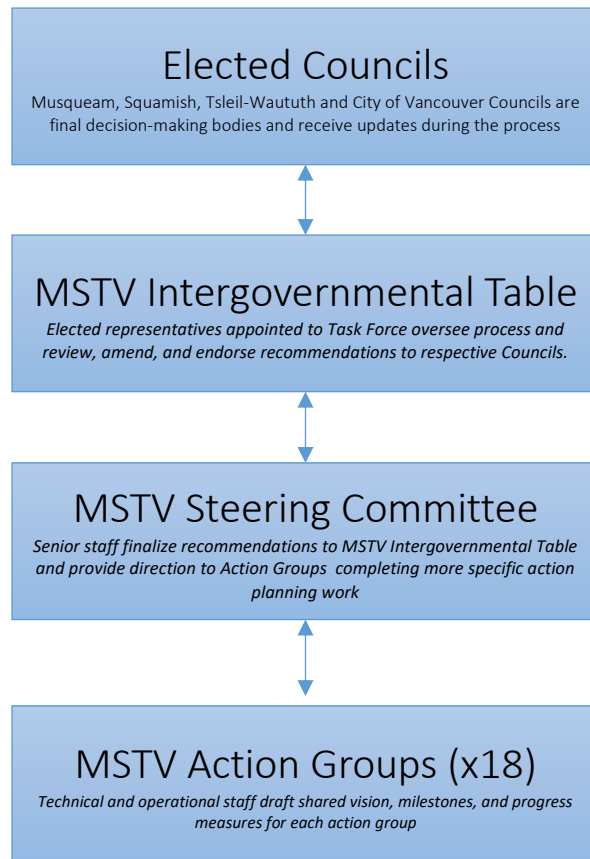 Elected Councils
Musqueam, Squamish, Tsleil-Waututh and City of Vancouver Councils are
final decision-making bodies and receive updates during the process
MSTV Intergovernmental Table
Elected representatives appointed to Task Force oversee process and
review, amend, and endorse recommendations to respective Councils.
MSTV Steering Committee
Senior staff finalize recommendations to MSTV Intergovernmental Table
and provide direction to Action Groups  completing more specific action
planning work
MSTV Action Groups (x18)
Technical and operational staff draft shared vision, milestones, and progress
measures for each action group